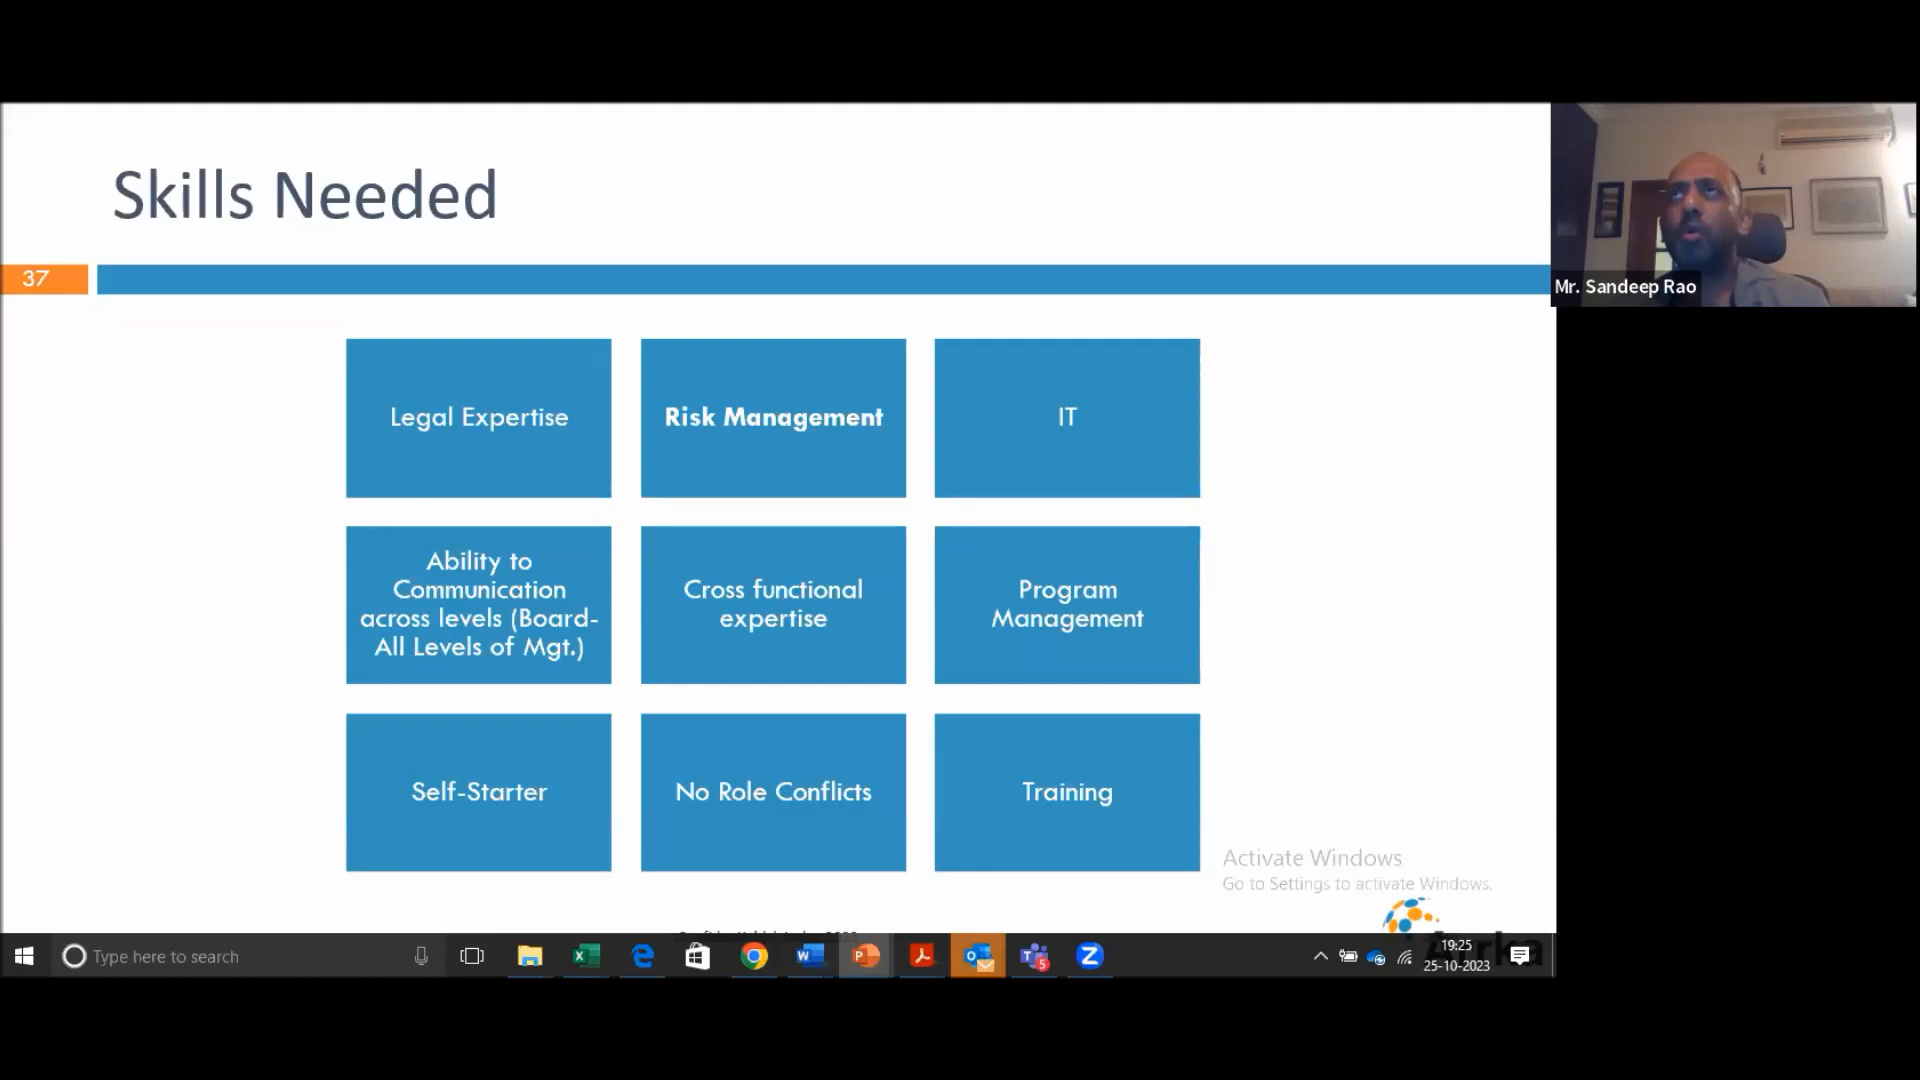 Skills Needed
37
Mr. Sandeep Rao
Legal Expertise
Risk Management
IT
Ability to
Communication
across levels (Board-
All Levels of Mgt.)
Cross functional
expertise
Program
Management
Self-Starter
No Role Conflicts
Training
Activate Windows
Go to Settings to activate Windows.
Type here to search
5
19:25
25-10-2023